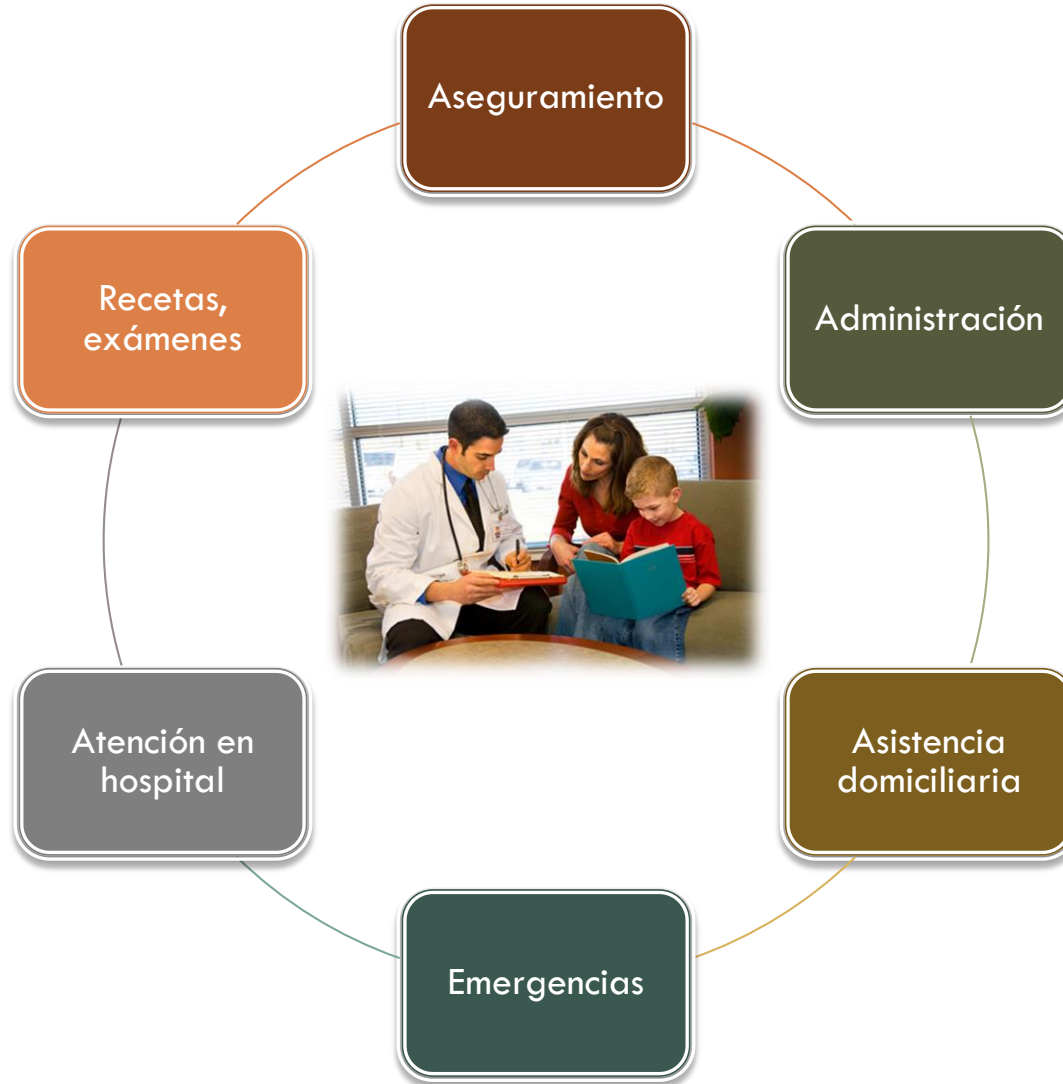 Aseguramiento
Administración
Asistencia
domiciliaria
Emergencias
Atención en
hospital
Recetas,
exámenes